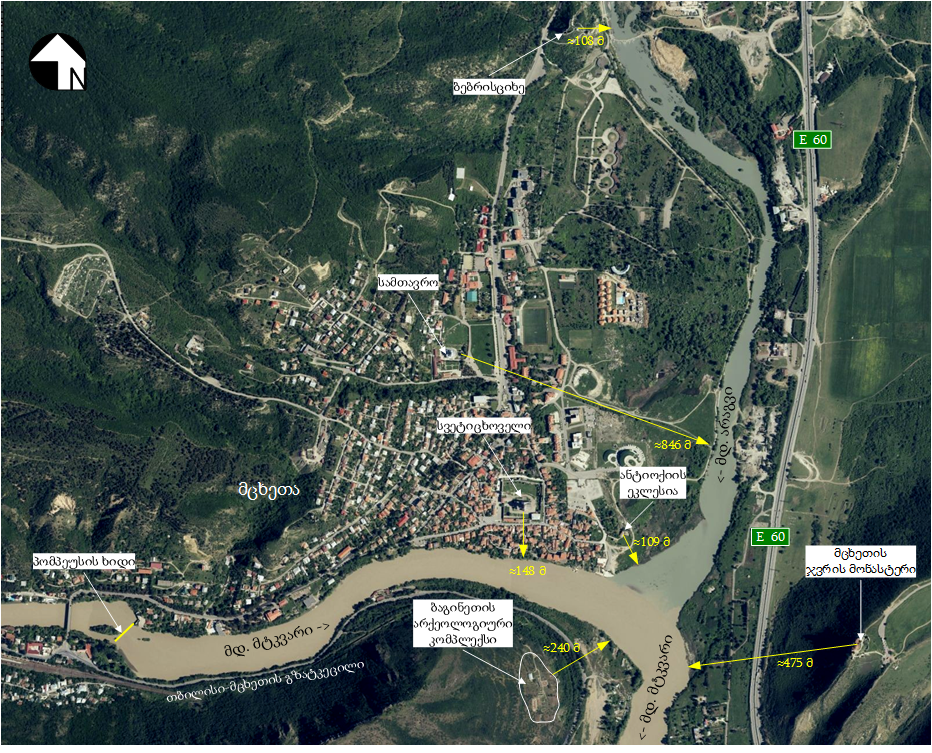 ≈108 მ
ბებრისციხე
N
E 60
სამთავრო
სვეტიცხოველი
≈846 მ
<- მდ. არაგვი
ანტიოქიის
ეკლესია
მცხეთა
≈109 მ
E 60
პომპეუსის ხიდი
≈148 მ
მცხეთის
ჯვრის მონასტერი
ბაგინეთის
არქეოლოგიური
კომპლექსი
მდ. მტკვარი ->
≈240 მ
<- მდ. მტკვარი
≈475 მ
თბილისი-მცხეთის გზატკეცილი